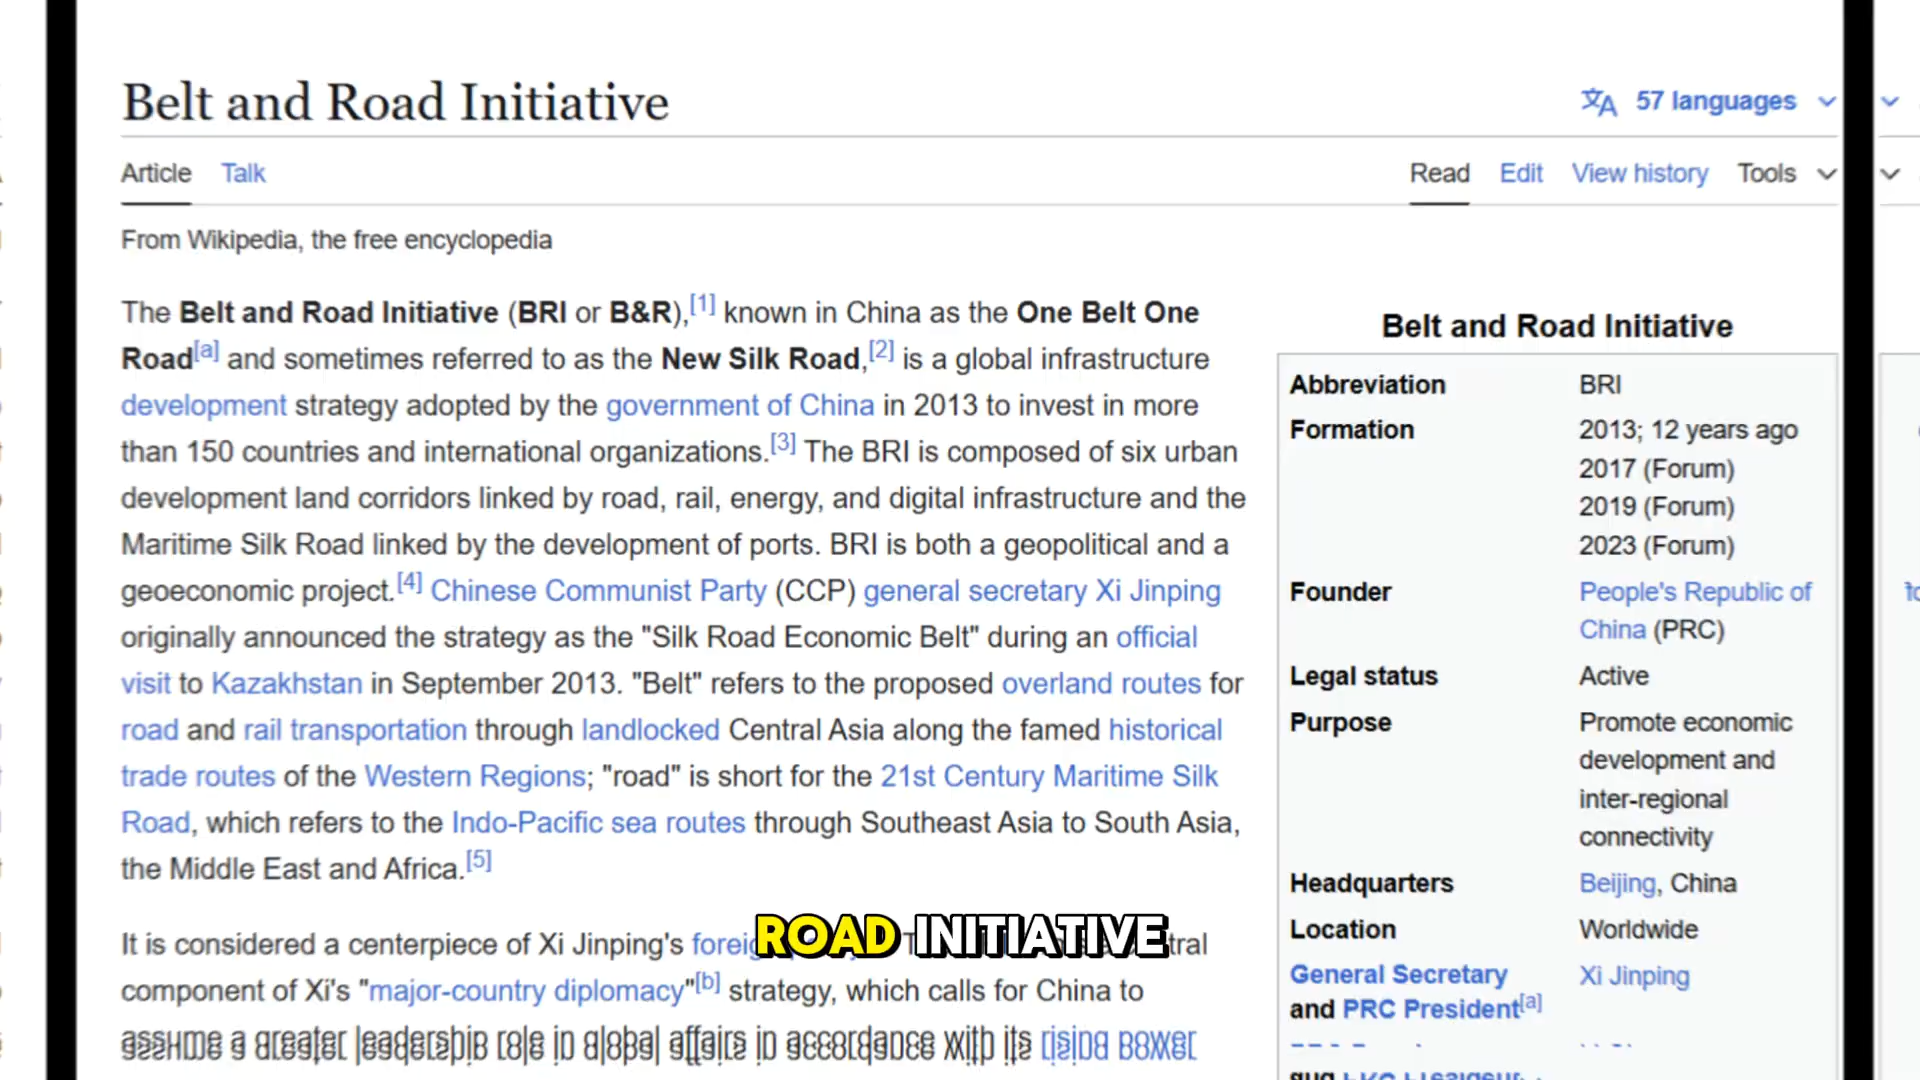 Belt and Road Initiative
57 languages
Article Talk
Read Edit View history Tools
From Wikipedia, the free encyclopedia
The Belt and Road Initiative (BRI or B&R),[1] known in China as the One Belt One
Road[a] and sometimes referred to as the New Silk Road,[2] is a global infrastructure
development strategy adopted by the government of China in 2013 to invest in more
than 150 countries and international organizations.[3] The BRI is composed of six urban
development land corridors linked by road, rail, energy, and digital infrastructure and the
Maritime Silk Road linked by the development of ports. BRI is both a geopolitical and a
geoeconomic project.[4] Chinese Communist Party (CCP) general secretary Xi Jinping
originally announced the strategy as the "Silk Road Economic Belt" during an official
visit to Kazakhstan in September 2013. "Belt" refers to the proposed overland routes for
road and rail transportation through landlocked Central Asia along the famed historical
trade routes of the Western Regions; "road" is short for the 21st Century Maritime Silk
Road, which refers to the Indo-Pacific sea routes through Southeast Asia to South Asia,
the Middle East and Africa.[5]
It is considered a centerpiece of Xi Jinping's
component of Xi's "major-country diplomacy"[b] strategy, which calls for China to
assume a greater leadership role in global affairs in accordance with its rising power
Belt and Road Initiative
Abbreviation BRI
Formation 2013; 12 years ago
2017 (Forum)
2019 (Forum)
2023 (Forum)
Founder People's Republic of
China (PRC)
Legal status Active
Purpose Promote economic
development and
inter-regional
connectivity
Headquarters Beijing, China
Location Worldwide
General Secretary Xi Jinping
and PRC President[a]
ROAD INITIATIVE